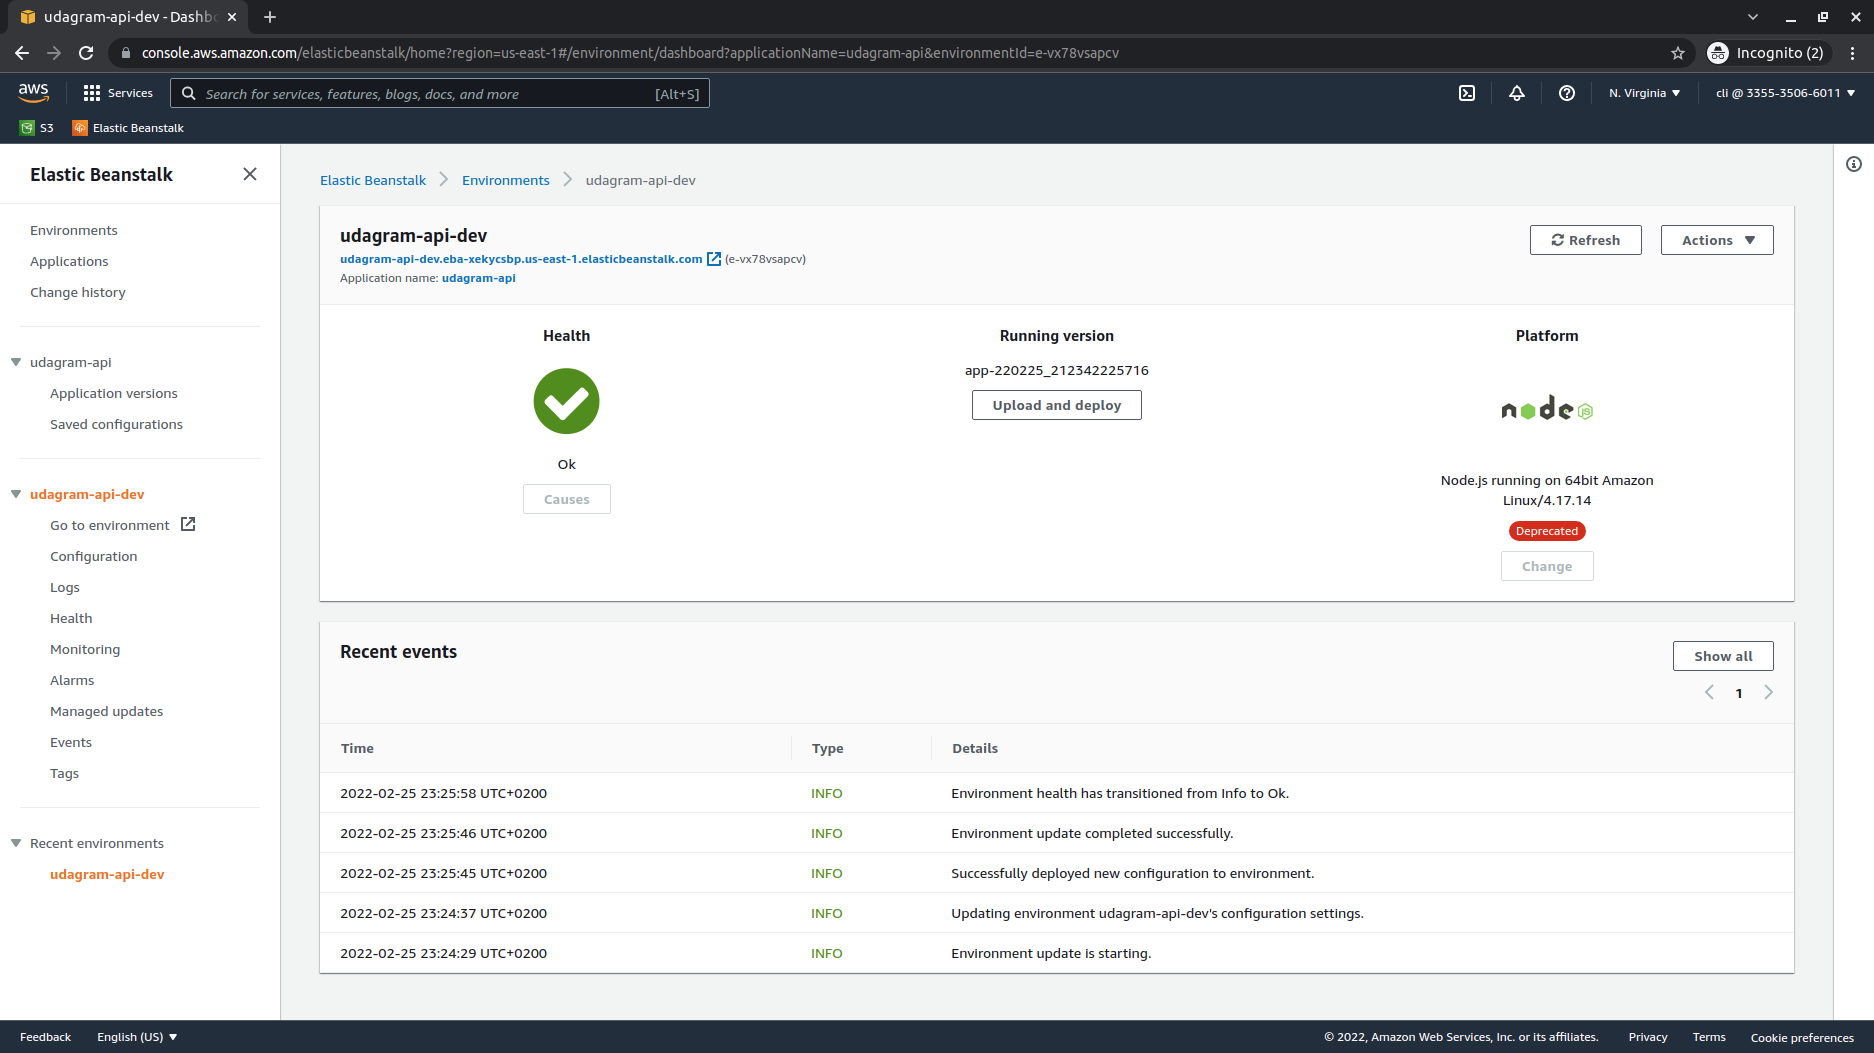 udagram-api-dev - Dashb
console.aws.amazon.com/elasticbeanstalk/home?region=us-east-1#/environment/dashboard?applicationName=udagram-api&environmentId=e-vx78vsapcv
Incognito (2)
aws
Services
Search for services, features, blogs, docs, and more
[Alt+S]
N. Virginia
cli @ 3355-3506-6011
S3
Elastic Beanstalk
Elastic Beanstalk
Environments
Applications
Change history
udagram-api
Application versions
Saved configurations
udagram-api-dev
Go to environment
Configuration
Logs
Health
Monitoring
Alarms
Managed updates
Events
Tags
Recent environments
udagram-api-dev
Elastic Beanstalk
Environments
udagram-api-dev
udagram-api-dev
udagram-api-dev.eba-xekycsbp.us-east-1.elasticbeanstalk.com (e-vx78vsapcv)
Application name: udagram-api
Refresh
Actions
Health
Ok
Causes
Running version
app-220225_212342225716
Upload and deploy
Platform
node JS
Node.js running on 64bit Amazon
Linux/4.17.14
Deprecated
Change
Recent events
Show all
1
Time Type Details
2022-02-25 23:25:58 UTC+0200 INFO Environment health has transitioned from Info to Ok.
2022-02-25 23:25:46 UTC+0200 INFO Environment update completed successfully.
2022-02-25 23:25:45 UTC+0200 INFO Successfully deployed new configuration to environment.
2022-02-25 23:24:37 UTC+0200 INFO Updating environment udagram-api-dev's configuration settings.
2022-02-25 23:24:29 UTC+0200 INFO Environment update is starting.
Feedback
English (US)
© 2022, Amazon Web Services, Inc. or its affiliates.
Privacy
Terms
Cookie preferences